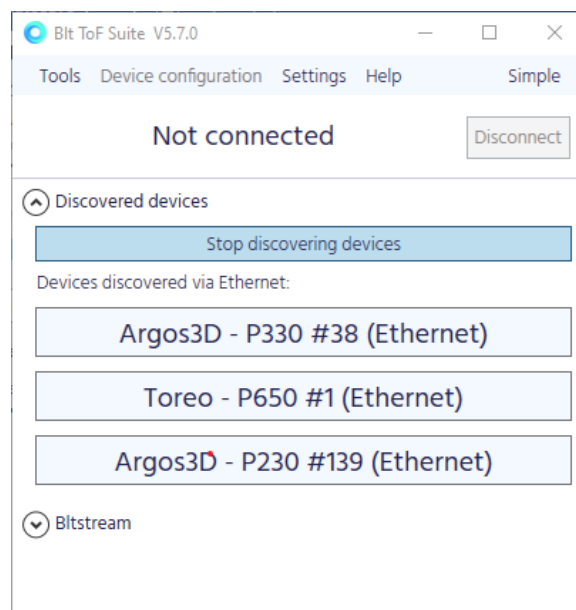 Blt ToF Suite V5.7.0
Tools Device configuration Settings Help Simple
Not connected Disconnect
Discovered devices
Stop discovering devices
Devices discovered via Ethernet:
Argos3D - P330 #38 (Ethernet)
Toreo - P650 #1 (Ethernet)
Argos3D - P230 #139 (Ethernet)
Bltstream